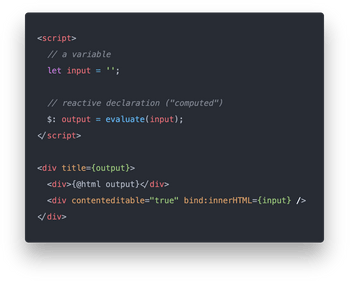 <script>
// a variable
let input = '';
// reactive declaration ("computed")
$: output = evaluate(input);
</script>
<div title={output}>
<div>{@html output}</div>
<div contenteditable="true" bind:innerHTML={input} />
</div>